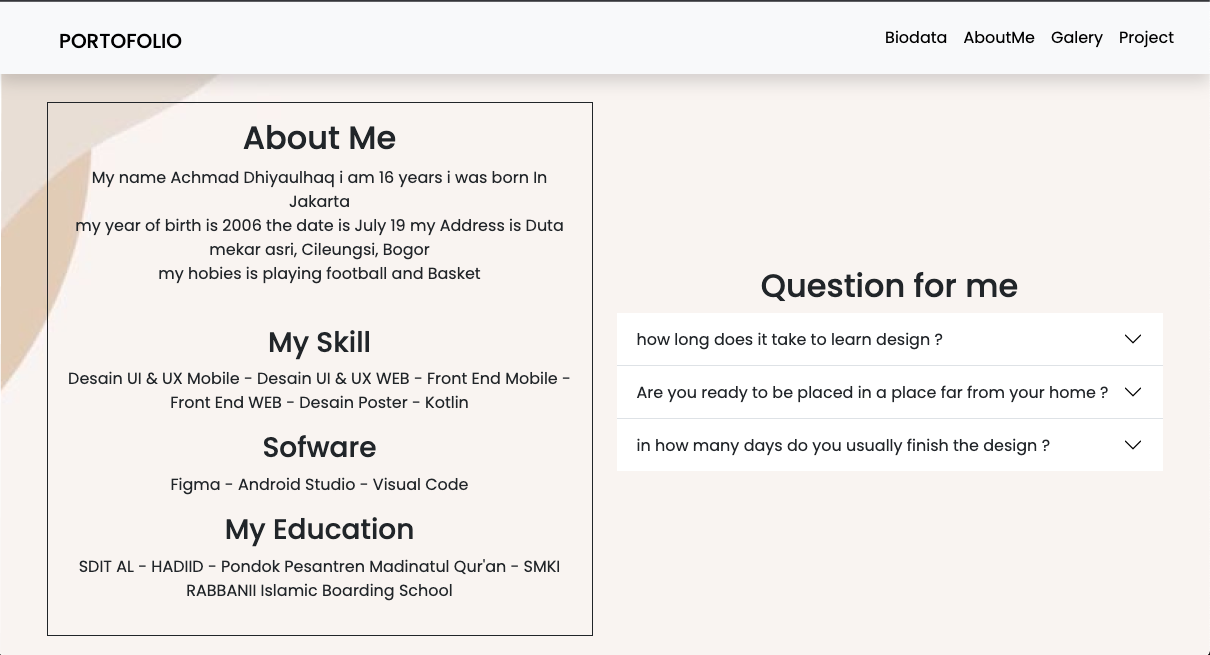 PORTOFOLIO
Biodata AboutMe Galery Project
About Me
My name Achmad Dhiyaulhaq i am 16 years i was born In
Jakarta
my year of birth is 2006 the date is July 19 my Address is Duta
mekar asri, Cileungsi, Bogor
my hobies is playing football and Basket
My Skill
Desain UI & UX Mobile - Desain UI & UX WEB - Front End Mobile -
Front End WEB - Desain Poster - Kotlin
Sofware
Figma - Android Studio - Visual Code
My Education
SDIT AL - HADIID - Pondok Pesantren Madinatul Qur'an - SMKI
RABBANII Islamic Boarding School
Question for me
how long does it take to learn design ?
Are you ready to be placed in a place far from your home ?
in how many days do you usually finish the design ?